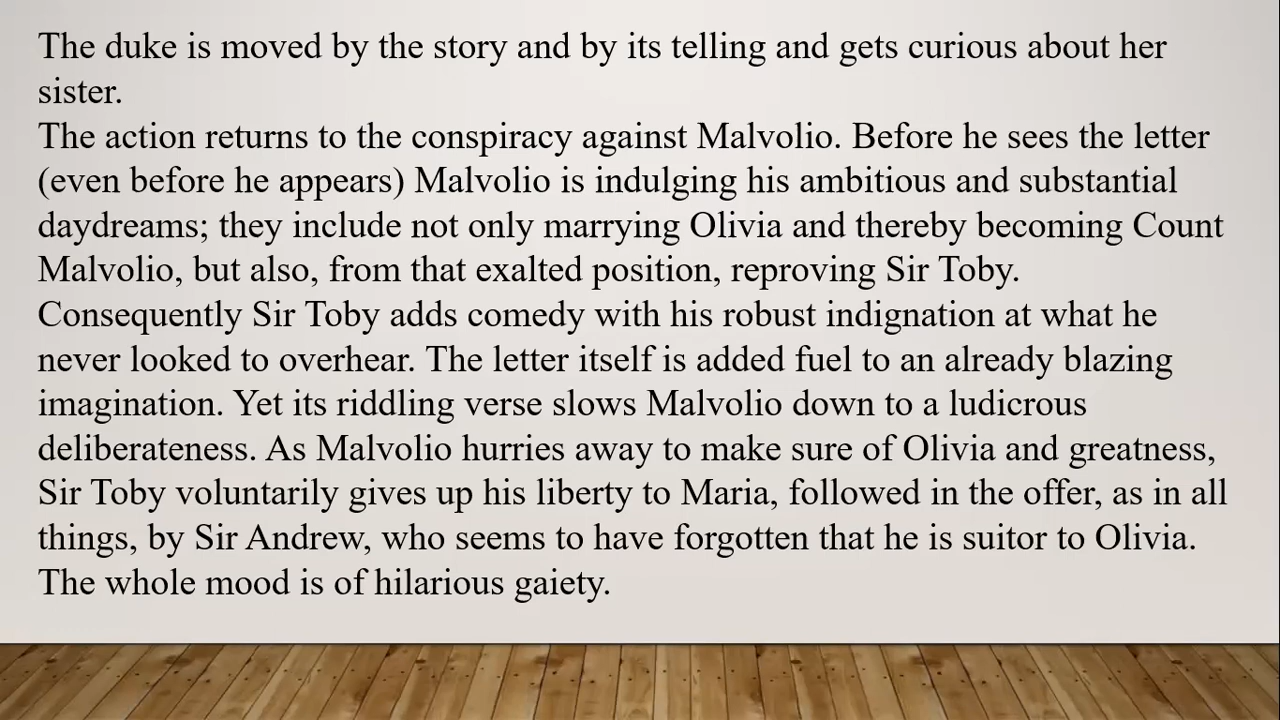 The duke is moved by the story and by its telling and gets curious about her
sister.
The action returns to the conspiracy against Malvolio. Before he sees the letter
(even before he appears) Malvolio is indulging his ambitious and substantial
daydreams; they include not only marrying Olivia and thereby becoming Count
Malvolio, but also, from that exalted position, reproving Sir Toby.
Consequently Sir Toby adds comedy with his robust indignation at what he
never looked to overhear. The letter itself is added fuel to an already blazing
imagination. Yet its riddling verse slows Malvolio down to a ludicrous
deliberateness. As Malvolio hurries away to make sure of Olivia and greatness,
Sir Toby voluntarily gives up his liberty to Maria, followed in the offer, as in all
things, by Sir Andrew, who seems to have forgotten that he is suitor to Olivia.
The whole mood is of hilarious gaiety.